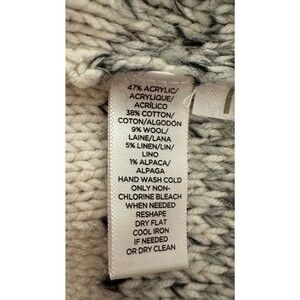 47% ACRYLIC/
ACRYLIQUE/
ACRÍLICO
38% COTTON/
COTON/ALGODÓN
9% WOOL/
LAINE/LANA
5% LINEN/LIN/
LINO
1% ALPACA/
ALPAGA
HAND WASH COLD
ONLY NON-
CHLORINE BLEACH
WHEN NEEDED
RESHAPE
DRY FLAT
COOL IRON
IF NEEDED
OR DRY CLEAN